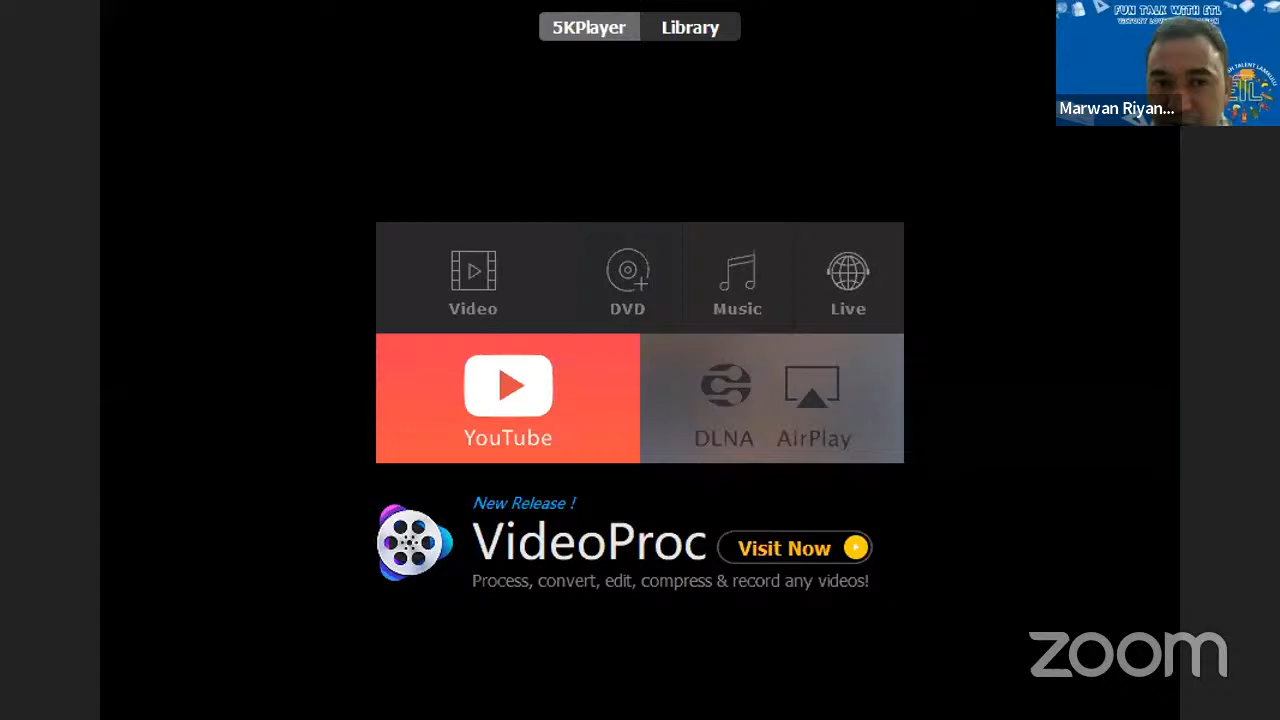 5KPlayer Library
FUN TALK WITH ETL
Marwan Riyan...
ETL
Video DVD Music Live
YouTube
DLNA AirPlay
New Release !
VideoProc
Visit Now
Process, convert, edit, compress & record any videos!
zoom